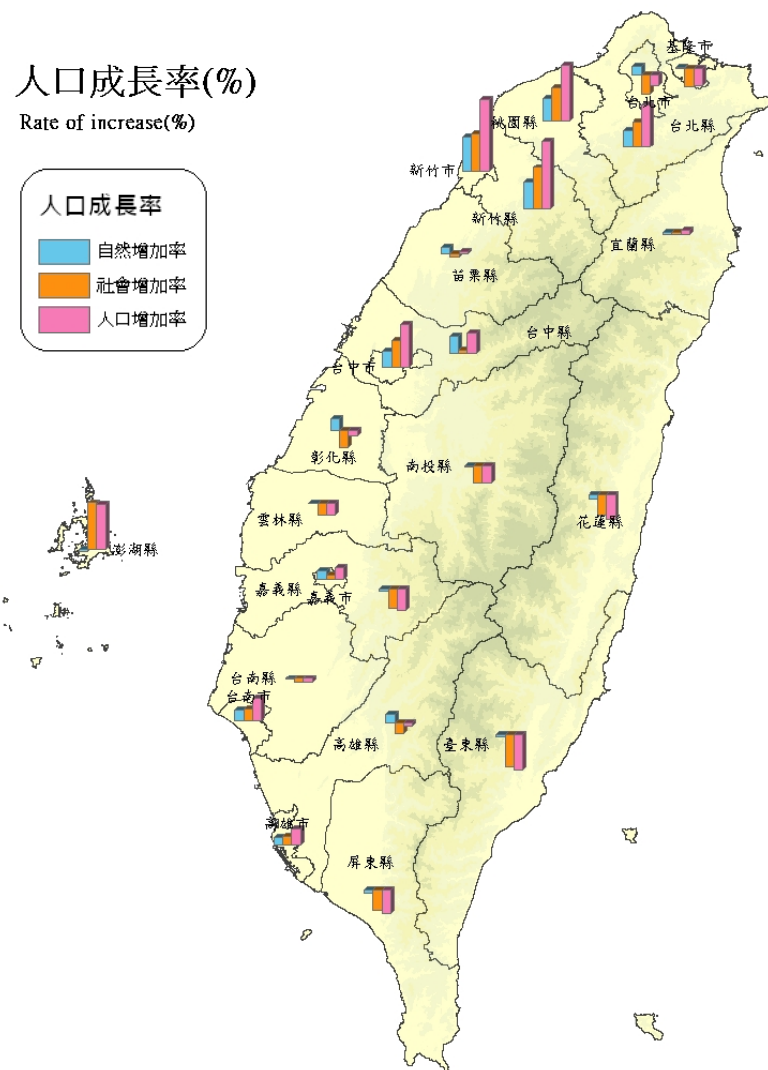 人口成長率(%)
Rate of increase(%)
人口成長率
自然增加率
社會增加率
人口增加率
基隆市
台北市
台北縣
桃園縣
新竹市
新竹縣
宜蘭縣
苗栗縣
台中縣
台中市
彰化縣
南投縣
雲林縣
花蓮縣
澎湖縣
嘉義縣
嘉義市
台南縣
台南市
高雄縣
臺東縣
高雄市
屏東縣